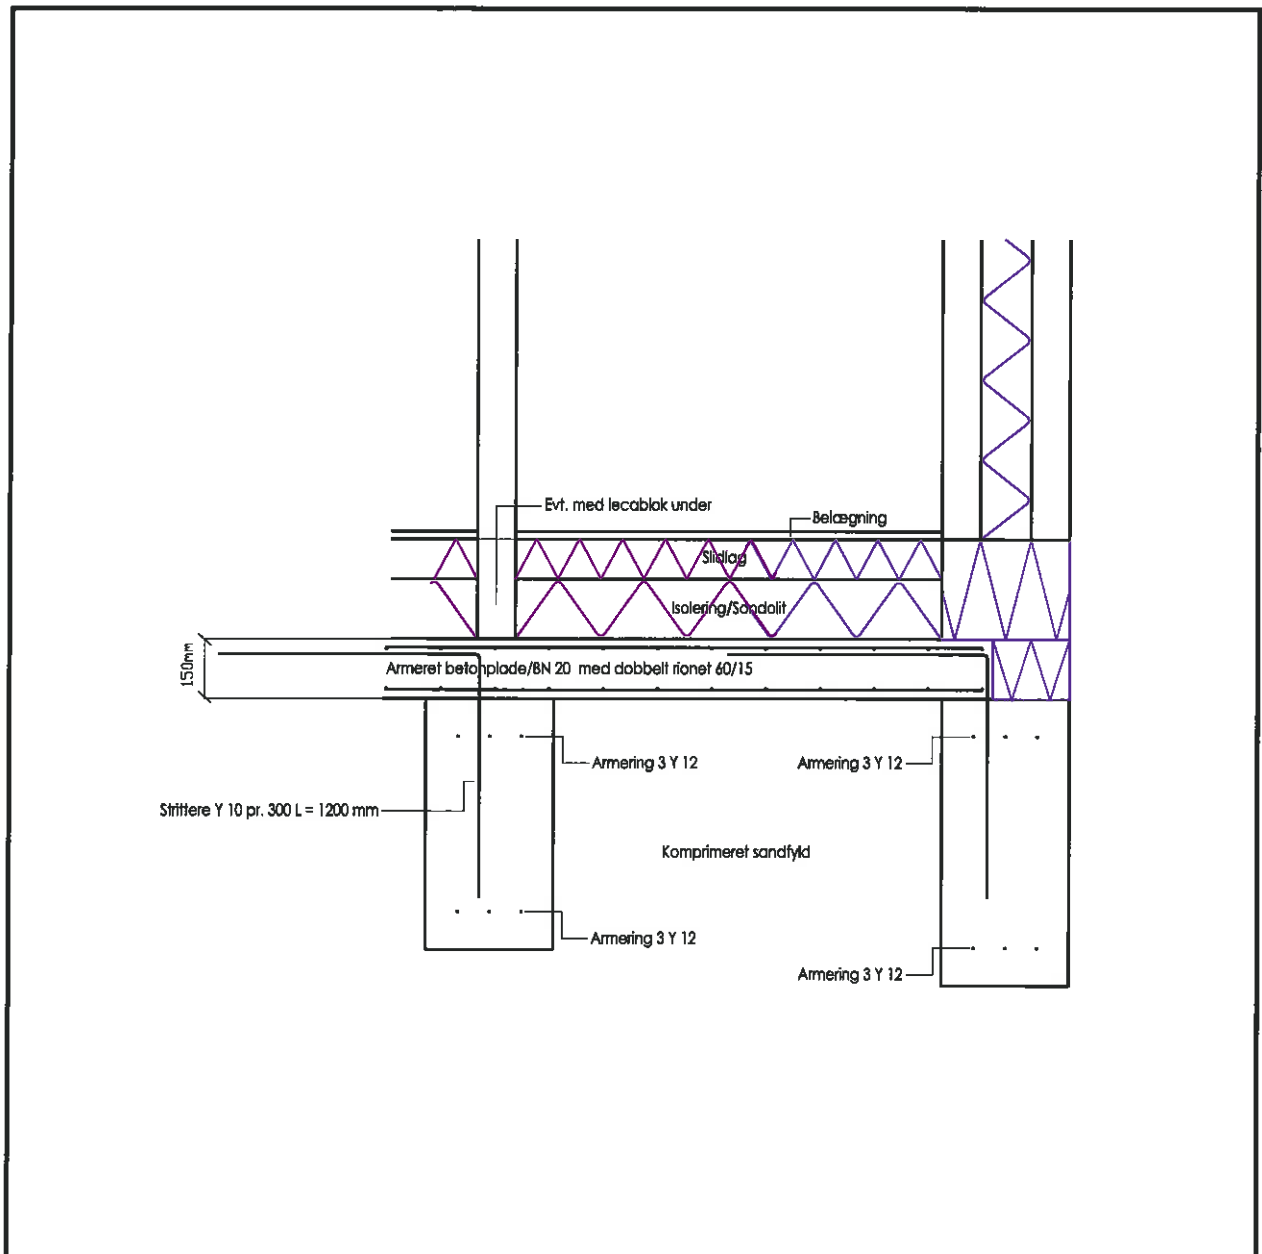 Evt. med lecablok under
Belægning
Slidlag
Isolering/Sandolit
150mm
Armeret betonplade/BN 20 med dobbelt rionet 60/15
Armering 3 Y 12
Armering 3 Y 12
Strittere Y 10 pr. 300 L = 1200 mm
Komprimeret sandfyld
Armering 3 Y 12
Armering 3 Y 12